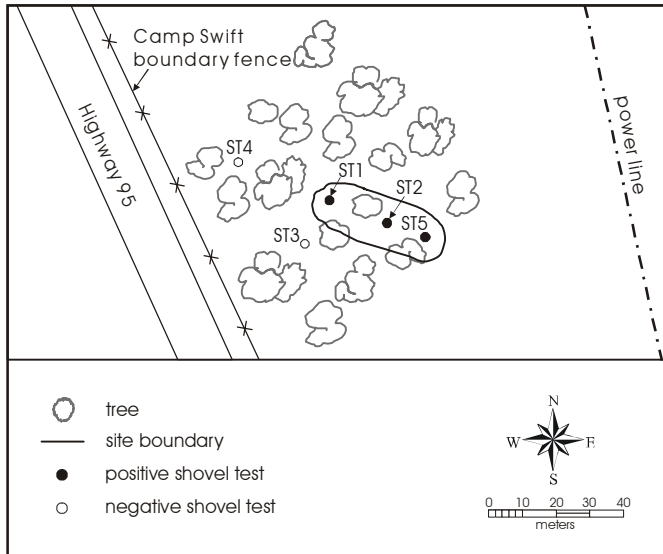 Camp Swift
boundary fence
Highway 95
power line
ST4
ST1
ST2
ST5
ST3
tree
site boundary
positive shovel test
negative shovel test
N
W E
S
0 10 20 30 40
meters